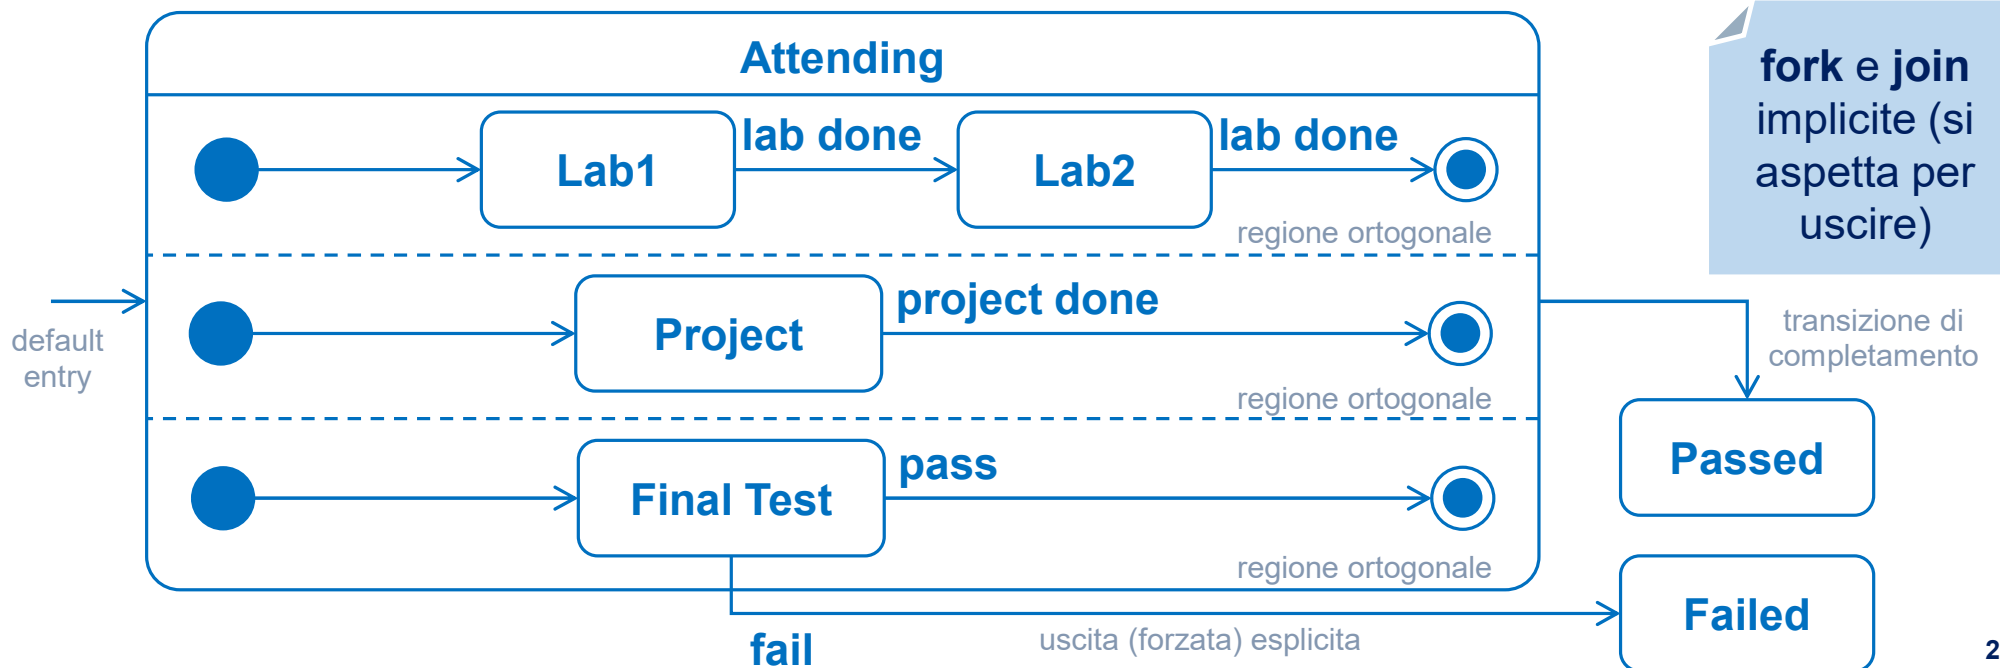 Attending
Lab1
lab done
Lab2
lab done
regione ortogonale
Project
project done
regione ortogonale
Final Test
pass
regione ortogonale
fail
uscita (forzata) esplicita
default
entry
fork e join
implicite (si
aspetta per
uscire)
transizione di
completamento
Passed
Failed
2